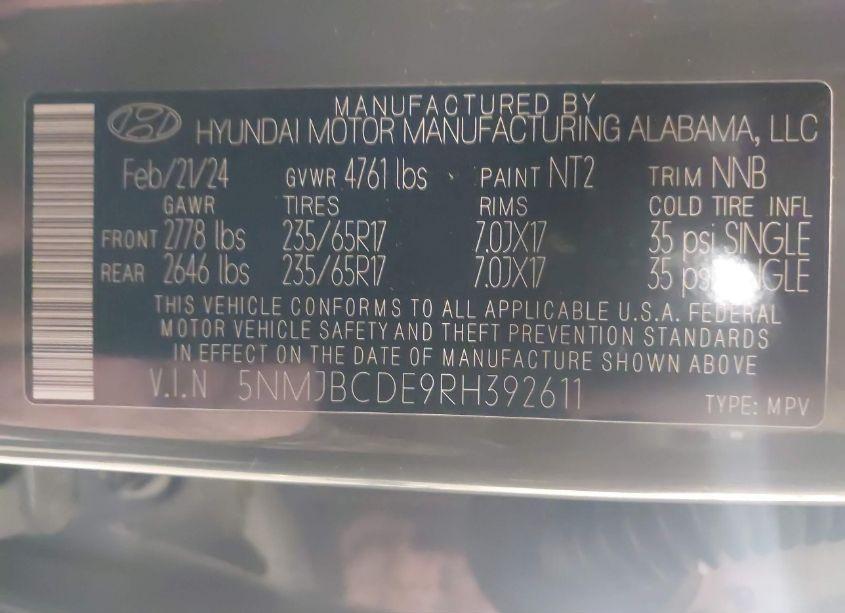 MANUFACTURED BY
HYUNDAI MOTOR MANUFACTURING ALABAMA, LLC
Feb/21/24 GVWR 4761 lbs PAINT NT2 TRIM NNB
GAWR TIRES RIMS COLD TIRE INFL
FRONT 2778 lbs 235/65R17 7.0JX17 35 psi SINGLE
REAR 2646 lbs 235/65R17 7.0JX17 35 psi SINGLE
THIS VEHICLE CONFORMS TO ALL APPLICABLE U.S.A. FEDERAL
MOTOR VEHICLE SAFETY AND THEFT PREVENTION STANDARDS
IN EFFECT ON THE DATE OF MANUFACTURE SHOWN ABOVE
V.I.N 5NMJBCDE9RH392611 TYPE: MPV